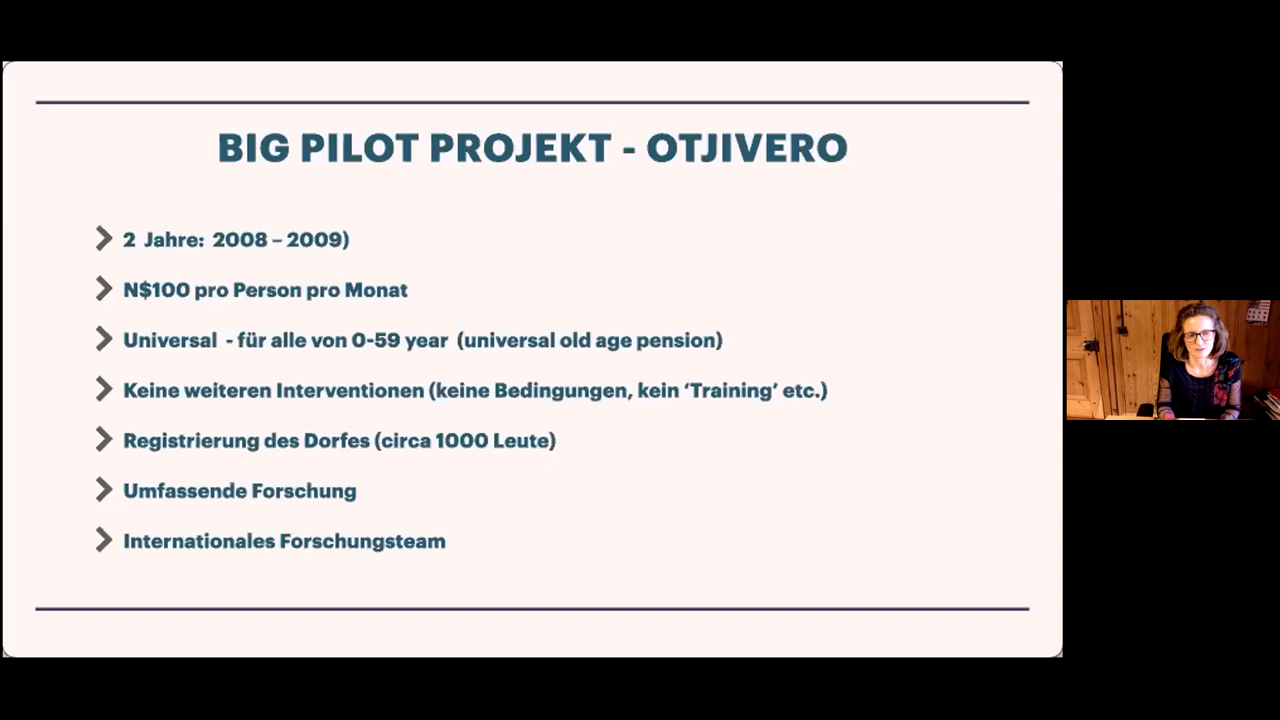 BIG PILOT PROJEKT - OTJIVERO
2 Jahre: 2008 – 2009)
N$100 pro Person pro Monat
Universal - für alle von 0-59 year (universal old age pension)
Keine weiteren Interventionen (keine Bedingungen, kein ‘Training’ etc.)
Registrierung des Dorfes (circa 1000 Leute)
Umfassende Forschung
Internationales Forschungsteam